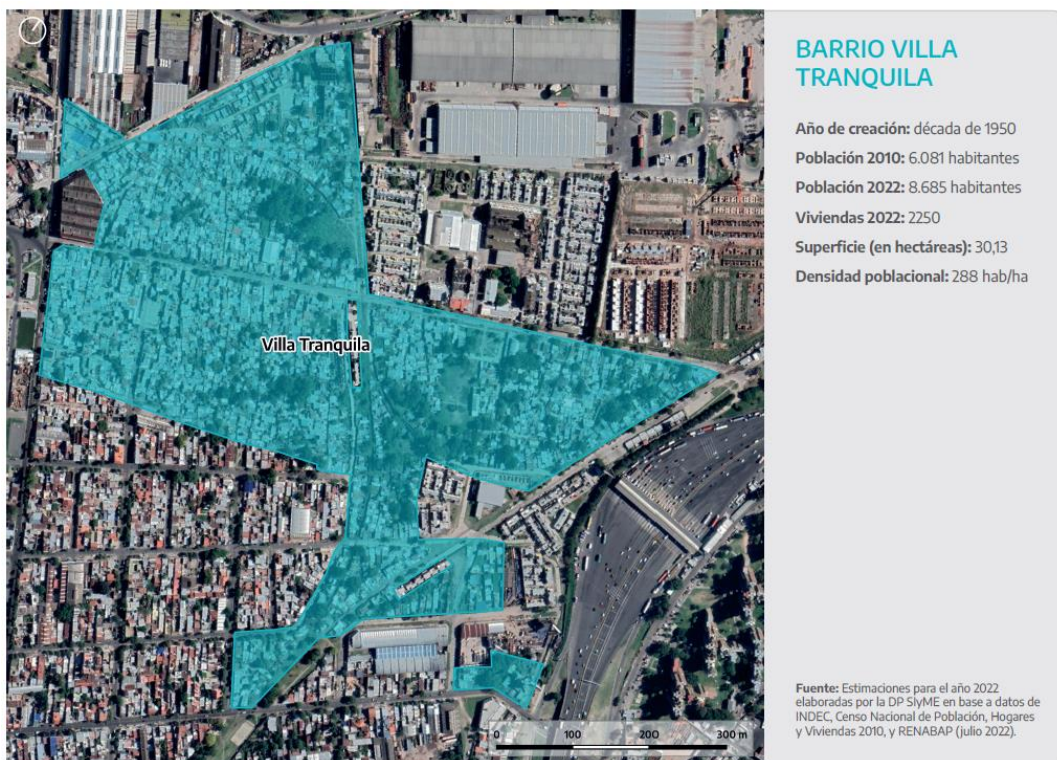 BARRIO VILLA
TRANQUILA
Año de creación: década de 1950
Población 2010: 6.081 habitantes
Población 2022: 8.685 habitantes
Viviendas 2022: 2250
Superficie (en hectáreas): 30,13
Densidad poblacional: 288 hab/ha
Villa Tranquila
Fuente: Estimaciones para el año 2022
elaboradas por la DP SIyME en base a datos de
INDEC, Censo Nacional de Población, Hogares
y Viviendas 2010, y RENABAP (julio 2022).
0 100 200 300 m